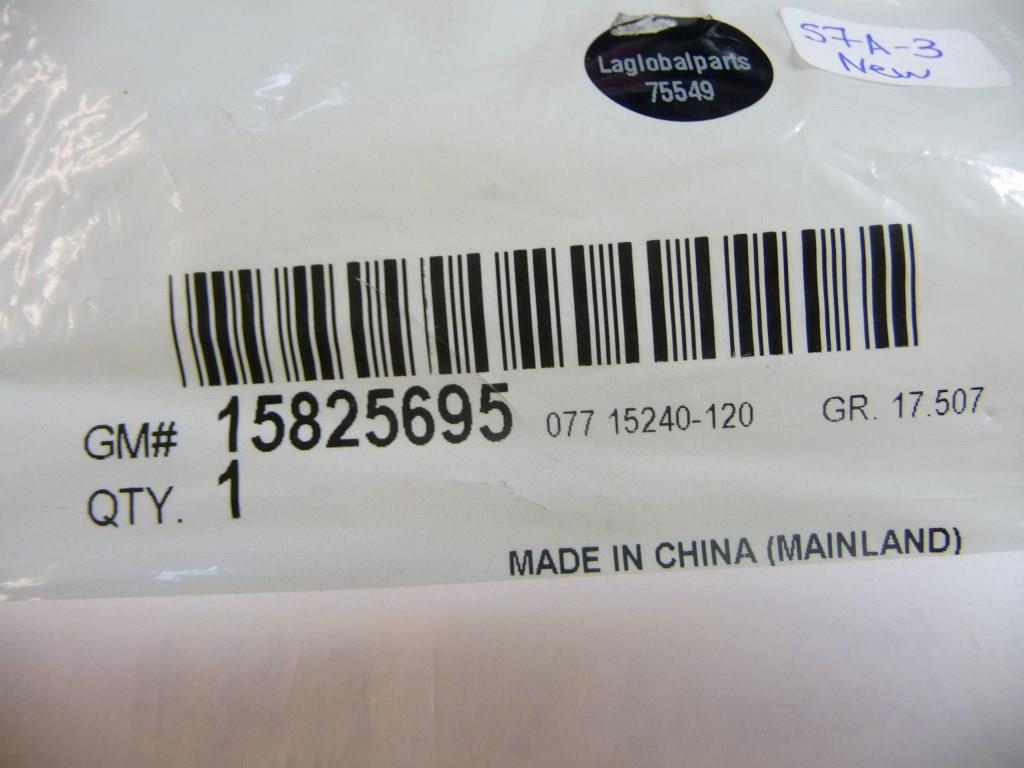 Laglobalparts
75549
S7A-3
New
GM# 15825695 077 15240-120 GR. 17.507
QTY. 1
MADE IN CHINA (MAINLAND)